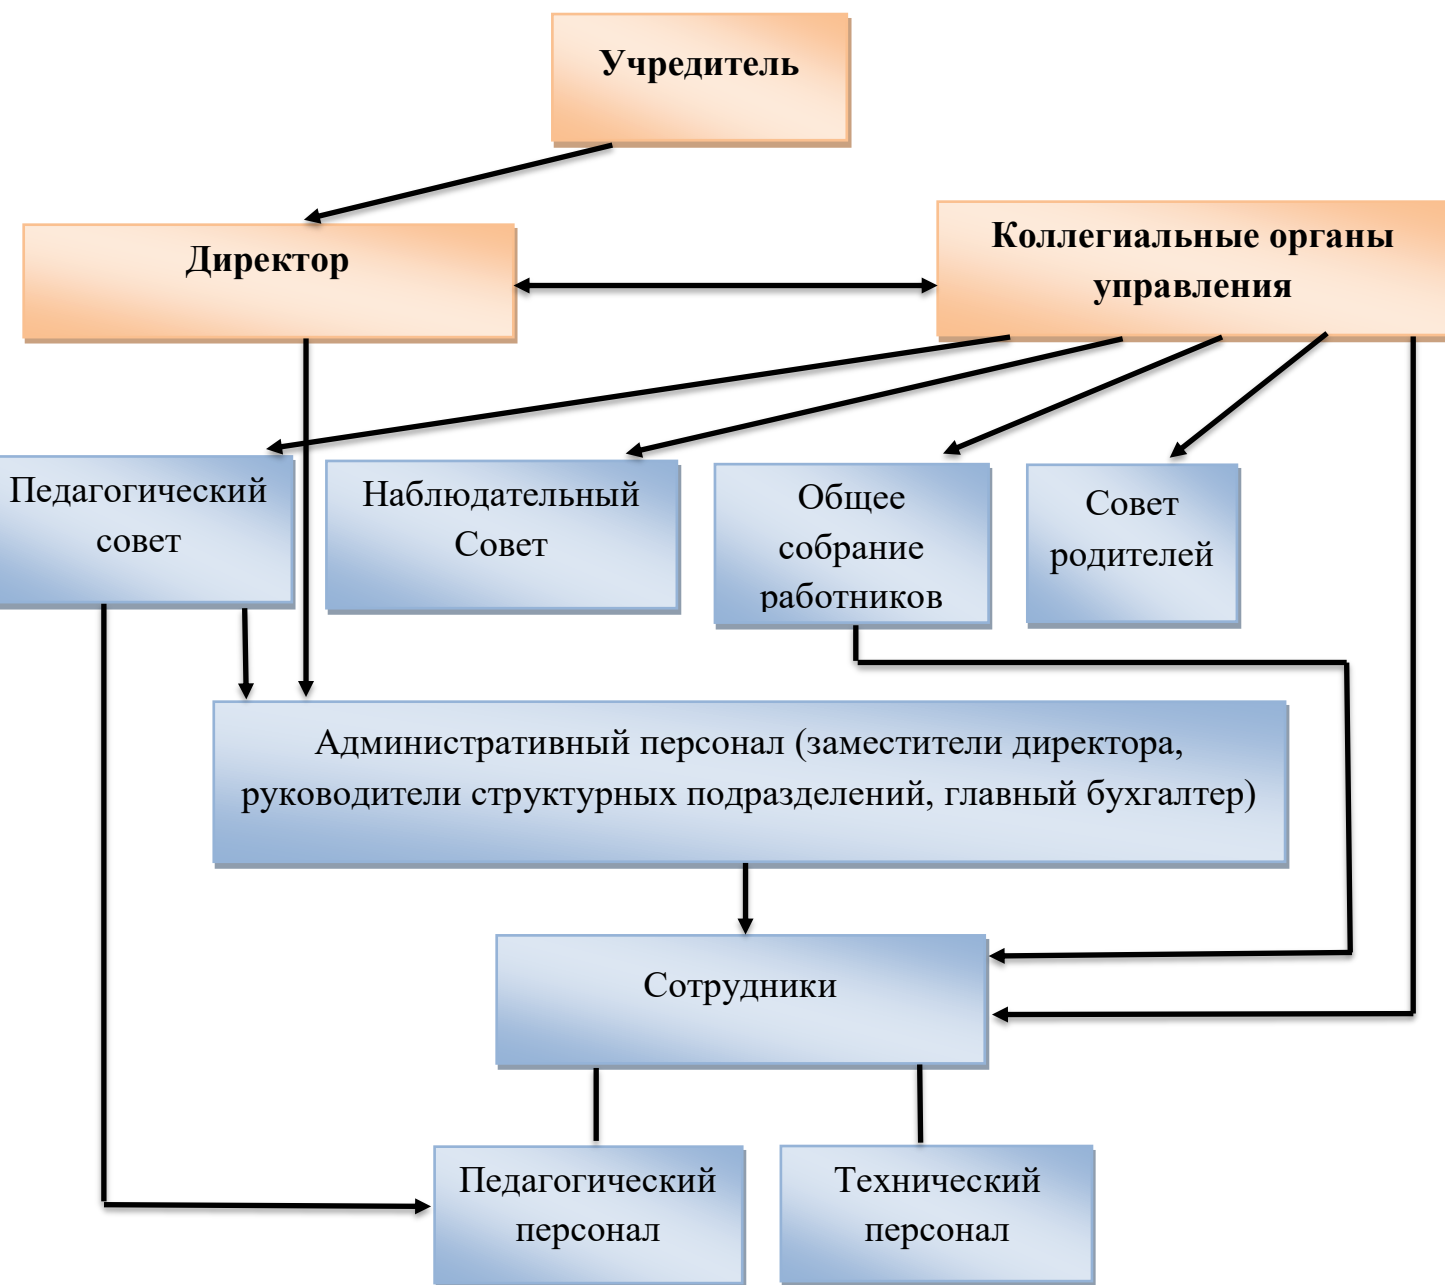 Учредитель
Директор
Коллегиальные органы
управления
Педагогический
совет
Наблюдательный
Совет
Общее
собрание
работников
Совет
родителей
Административный персонал (заместители директора,
руководители структурных подразделений, главный бухгалтер)
Сотрудники
Педагогический
персонал
Технический
персонал